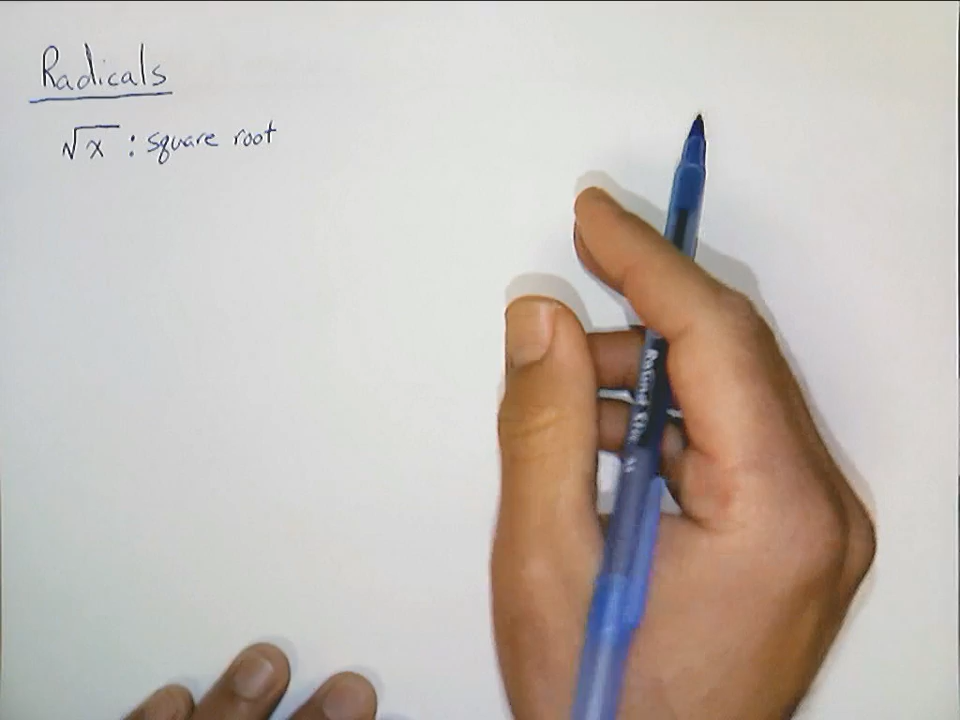 Radicals
√x : square root